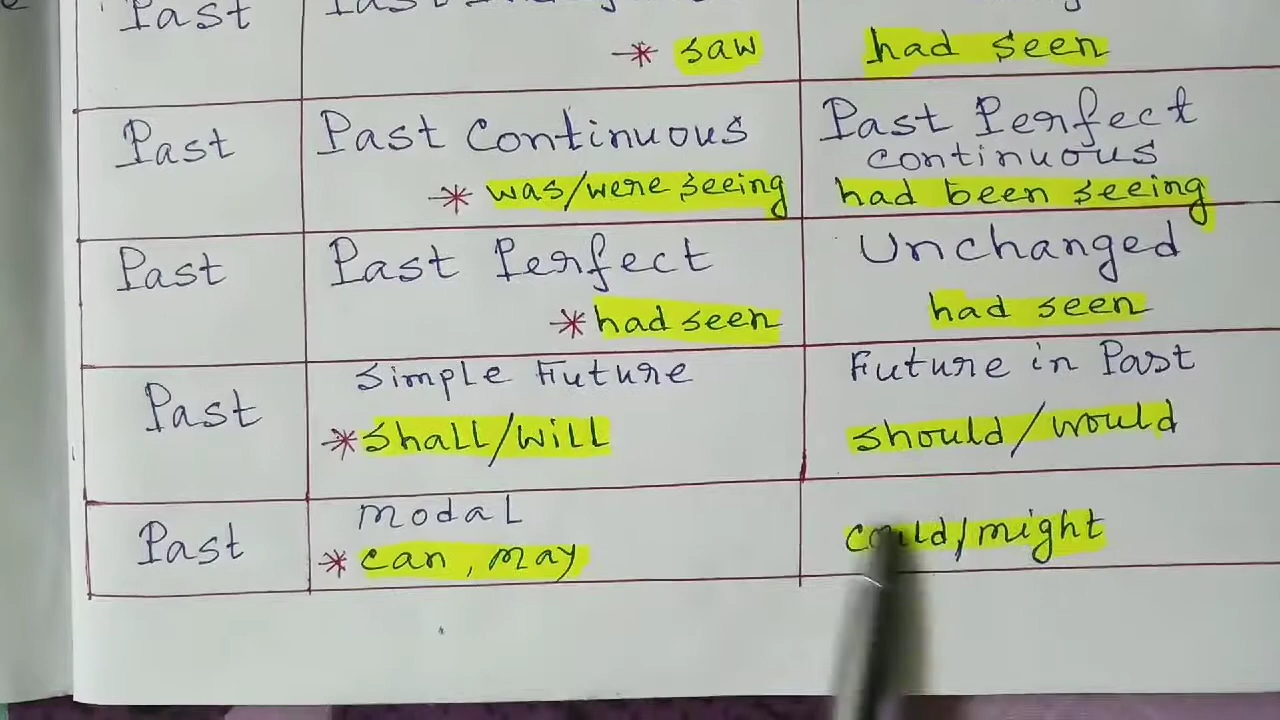 Past
saw had seen
Past Past Continuous Past Perfect
continuous
* was/were seeing had been seeing
Past Past Perfect Unchanged
* had seen had seen
Past Simple Future Future in Past
* shall/will should/would
Past Modal
* can, may could/might